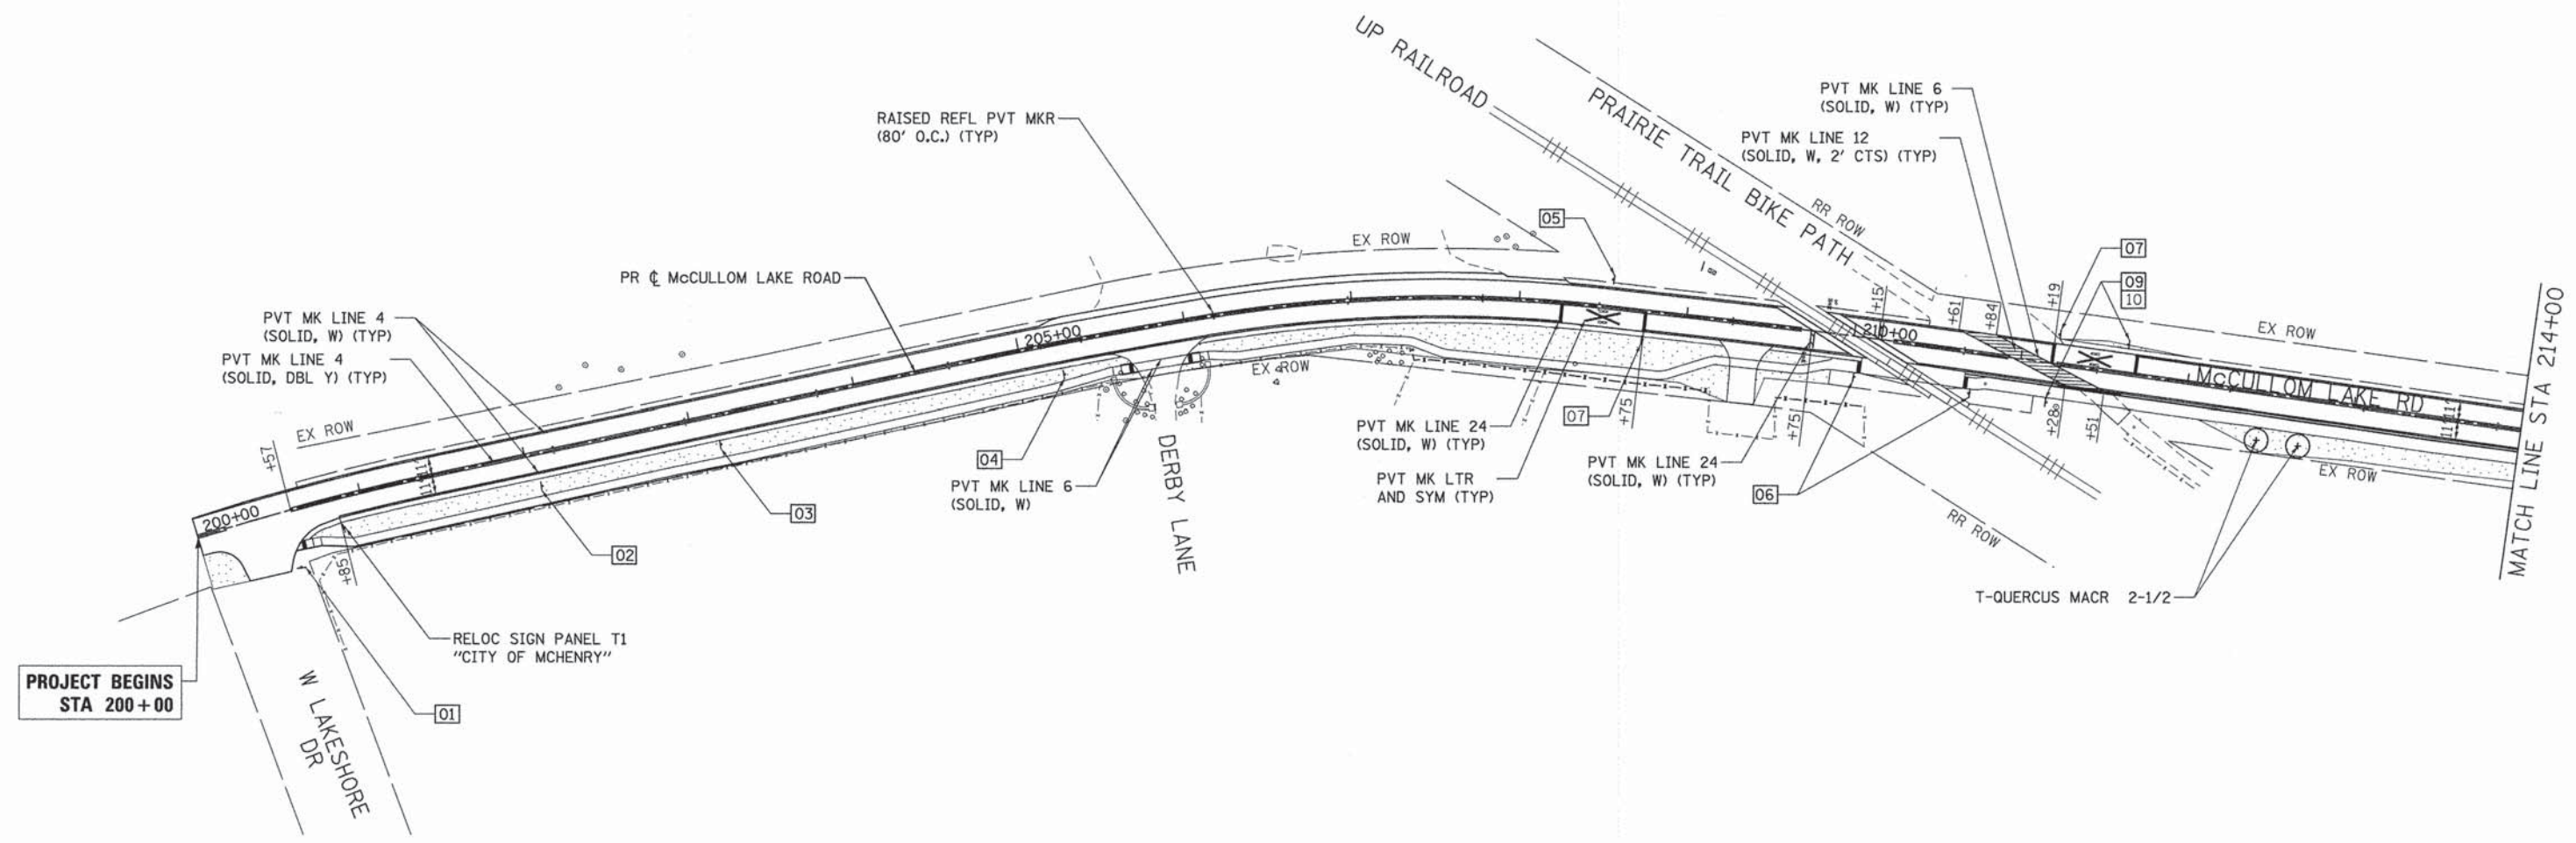 UP RAILROAD
PRAIRIE TRAIL BIKE PATH
RR ROW
PVT MK LINE 6
(SOLID, W) (TYP)
PVT MK LINE 12
(SOLID, W, 2' CTS) (TYP)
RAISED REFL PVT MKR
(80' O.C.) (TYP)
05
EX ROW
PR ℄ McCULLOM LAKE ROAD
07
09
10
+15
+61
+84
+19
EX ROW
MATCH LINE STA 214+00
PVT MK LINE 4
(SOLID, W) (TYP)
PVT MK LINE 4
(SOLID, DBL Y) (TYP)
205+00
210+00
McCULLOM LAKE RD
11'
11'
EX ROW
EX ROW
+57
11'
11'
200+00
04
PVT MK LINE 6
(SOLID, W)
DERBY LANE
PVT MK LINE 24
(SOLID, W) (TYP)
07
+75
PVT MK LTR
AND SYM (TYP)
PVT MK LINE 24
(SOLID, W) (TYP)
+75
06
+28
+51
EX ROW
RR ROW
03
02
+85
RELOC SIGN PANEL T1
"CITY OF MCHENRY"
T-QUERCUS MACR 2-1/2
PROJECT BEGINS
STA 200+00
01
W LAKESHORE
DR